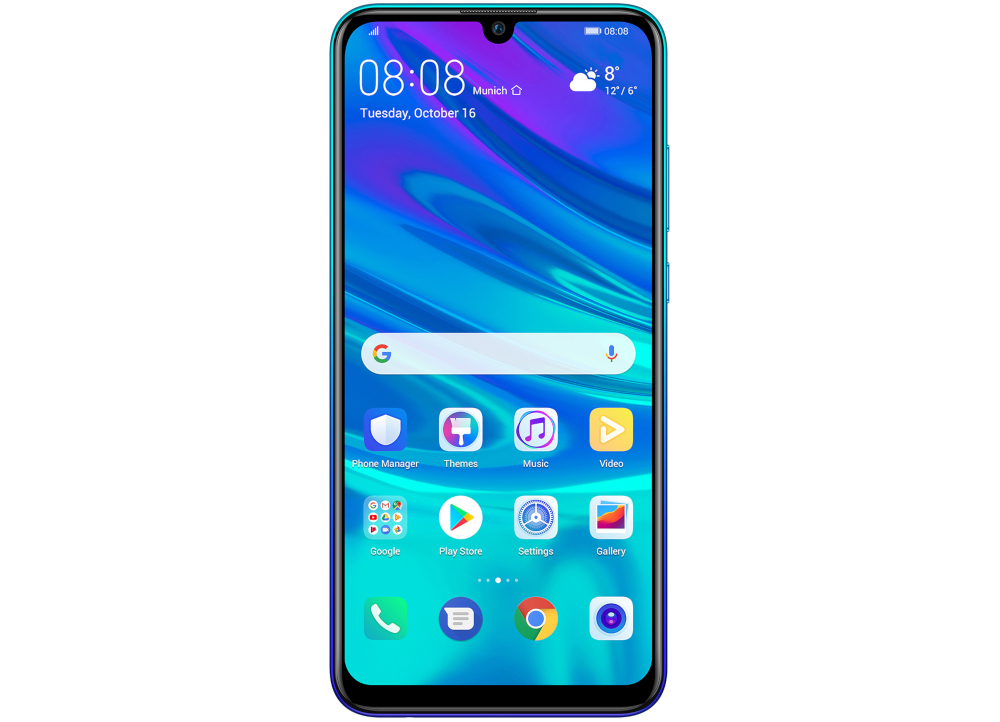 08:08
08:08 Munich
8°
12°/ 6°
Tuesday, October 16
G
Phone Manager Themes Music Video
Google Play Store Settings Gallery